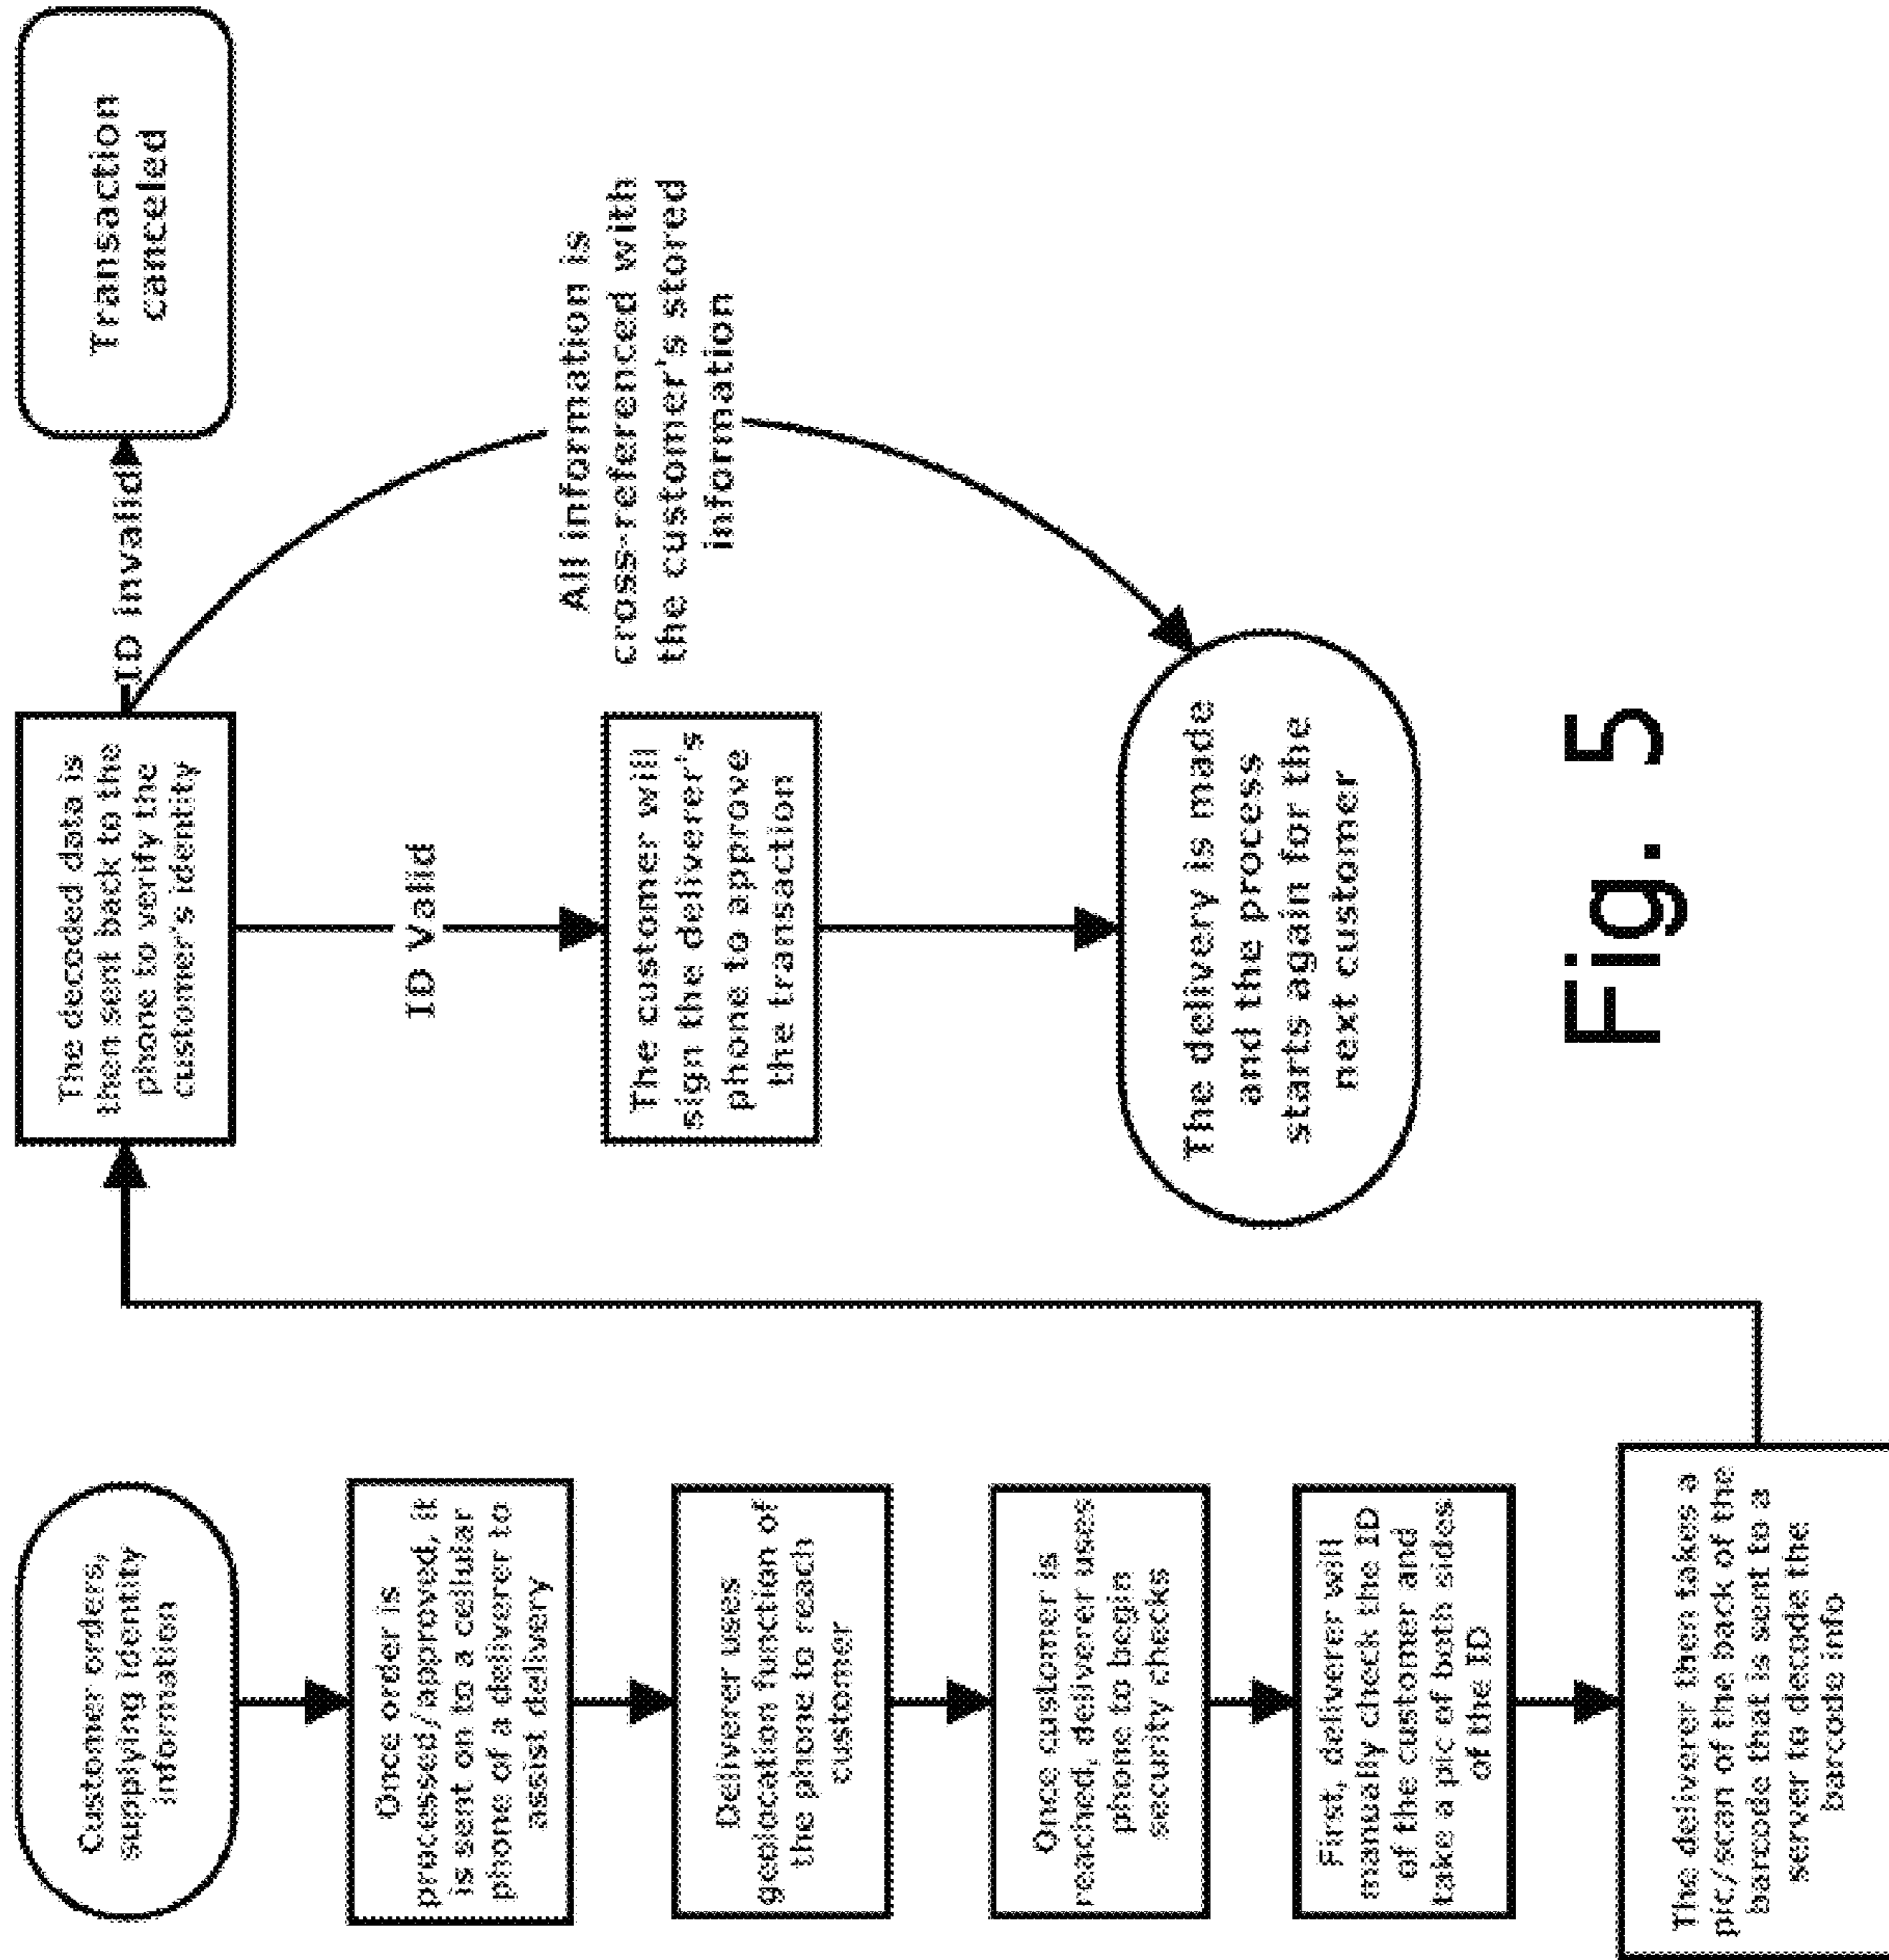 Customer orders,
supplying identity
information
Once order is
processed/approved, it
is sent on to a cellular
phone of a deliverer to
assist delivery
Deliverer uses
geolocation function of
the phone to reach
customer
Once customer is
reached, deliverer uses
phone to begin
security checks
First, deliverer will
manually check the ID
of the customer and
take a pic of both sides
of the ID
The deliverer then takes a
pic/scan of the back of the
barcode that is sent to a
server to decode the
barcode info
The decoded data is
then sent back to the
phone to verify the
customer's identity
ID invalid
Transaction
canceled
ID Valid
All information is
cross-referenced with
the customer's stored
information
The customer will
sign the deliverer's
phone to approve
the transaction
The delivery is made
and the process
starts again for the
next customer
Fig. 5